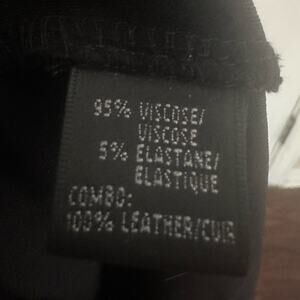 95% VISCOSE/
VISCOSE
5% ELASTANE/
ELASTIQUE
COMBO:
100% LEATHER/CUIR